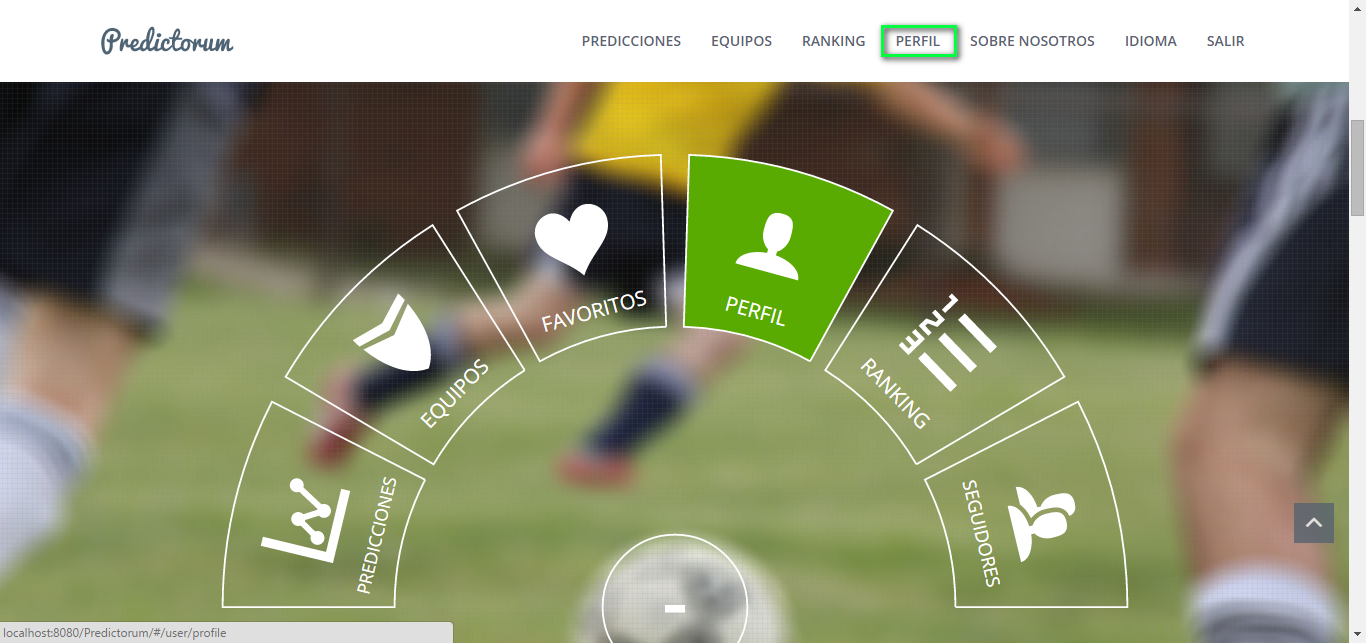 Predictorum
PREDICCIONES EQUIPOS RANKING PERFIL SOBRE NOSOTROS IDIOMA SALIR
FAVORITOS
PERFIL
EQUIPOS
RANKING
1 2 3
PREDICCIONES
SEGUIDORES
-
localhost:8080/Predictorum/#/user/profile